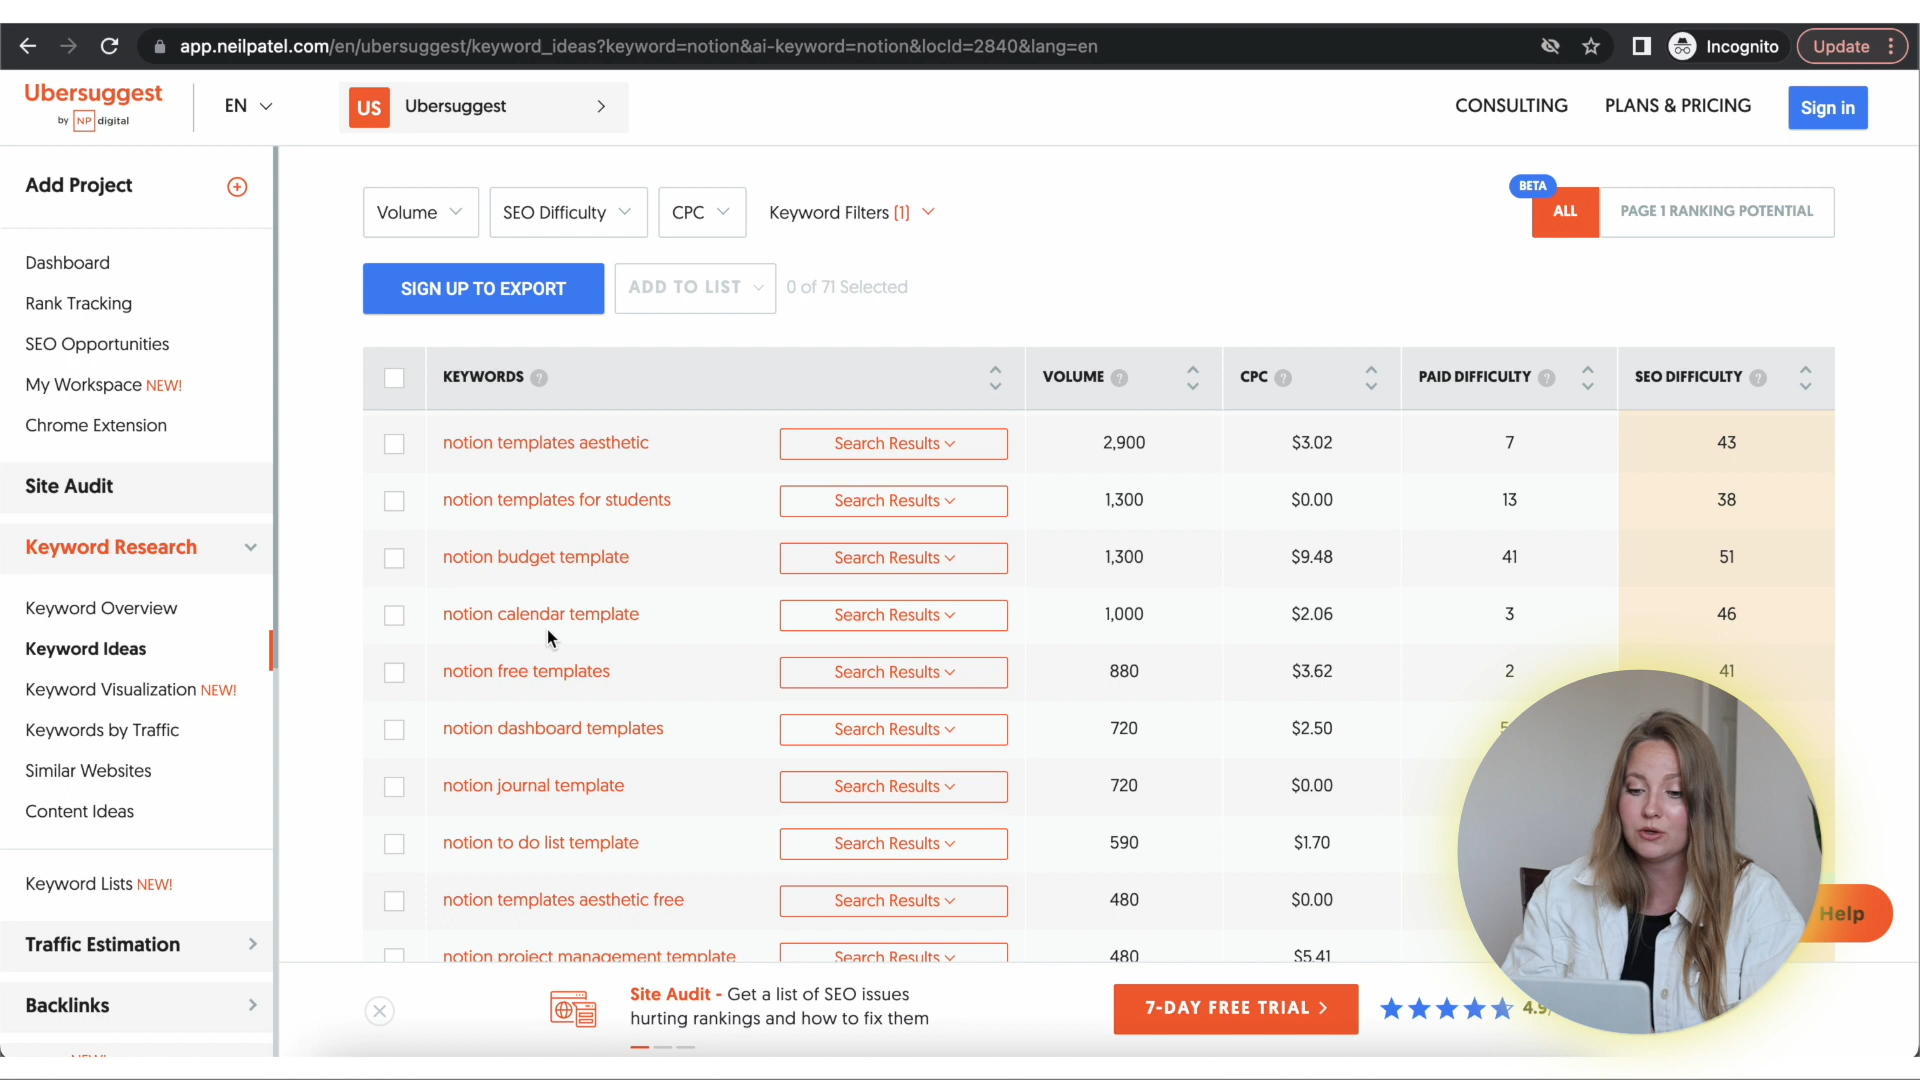 app.neilpatel.com/en/ubersuggest/keyword_ideas?keyword=notion&ai-keyword=notion&locId=2840&lang=en
Incognito
Update
Ubersuggest
by NP digital
EN
US
Ubersuggest
CONSULTING
PLANS & PRICING
Sign in
Add Project
Dashboard
Rank Tracking
SEO Opportunities
My Workspace NEW!
Chrome Extension
Site Audit
Keyword Research
Keyword Overview
Keyword Ideas
Keyword Visualization NEW!
Keywords by Traffic
Similar Websites
Content Ideas
Keyword Lists NEW!
Traffic Estimation
Backlinks
Volume
SEO Difficulty
CPC
Keyword Filters (1)
BETA
ALL
PAGE 1 RANKING POTENTIAL
SIGN UP TO EXPORT
ADD TO LIST
0 of 71 Selected
KEYWORDS ? VOLUME ? CPC ? PAID DIFFICULTY ? SEO DIFFICULTY ?
notion templates aesthetic Search Results 2,900 $3.02 7 43
notion templates for students Search Results 1,300 $0.00 13 38
notion budget template Search Results 1,300 $9.48 41 51
notion calendar template Search Results 1,000 $2.06 3 46
notion free templates Search Results 880 $3.62 2 41
notion dashboard templates Search Results 720 $2.50
notion journal template Search Results 720 $0.00
notion to do list template Search Results 590 $1.70
notion templates aesthetic free Search Results 480 $0.00
notion project management template Search Results 480 $5.41
Site Audit - Get a list of SEO issues
hurting rankings and how to fix them
7-DAY FREE TRIAL
4.9/
Help